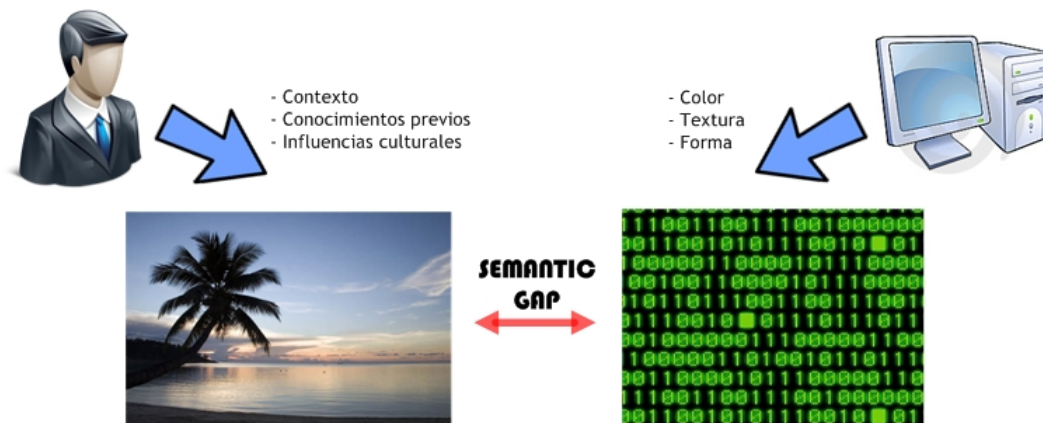 - Contexto
- Conocimientos previos
- Influencias culturales
- Color
- Textura
- Forma
SEMANTIC
GAP